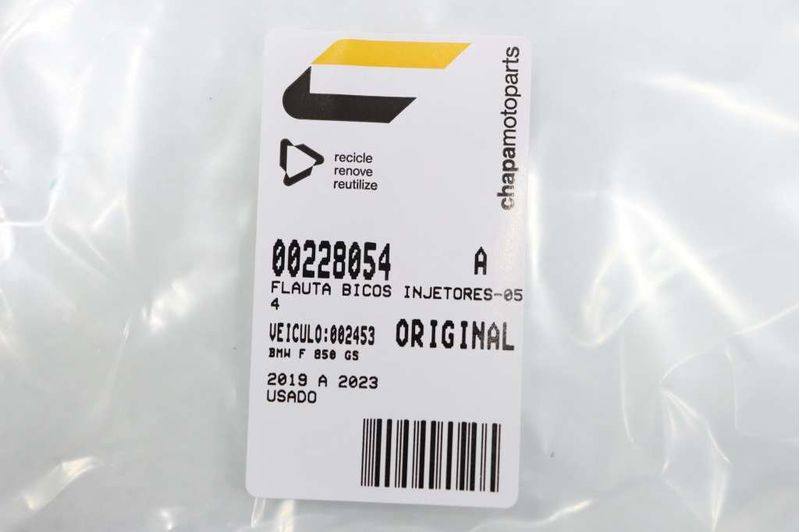 chapamotoparts
recicle
renove
reutilize
00228054 A
FLAUTA BICOS INJETORES-05
4
VEICULO:002453 ORIGINAL
BMW F 850 GS
2019 A 2023
USADO